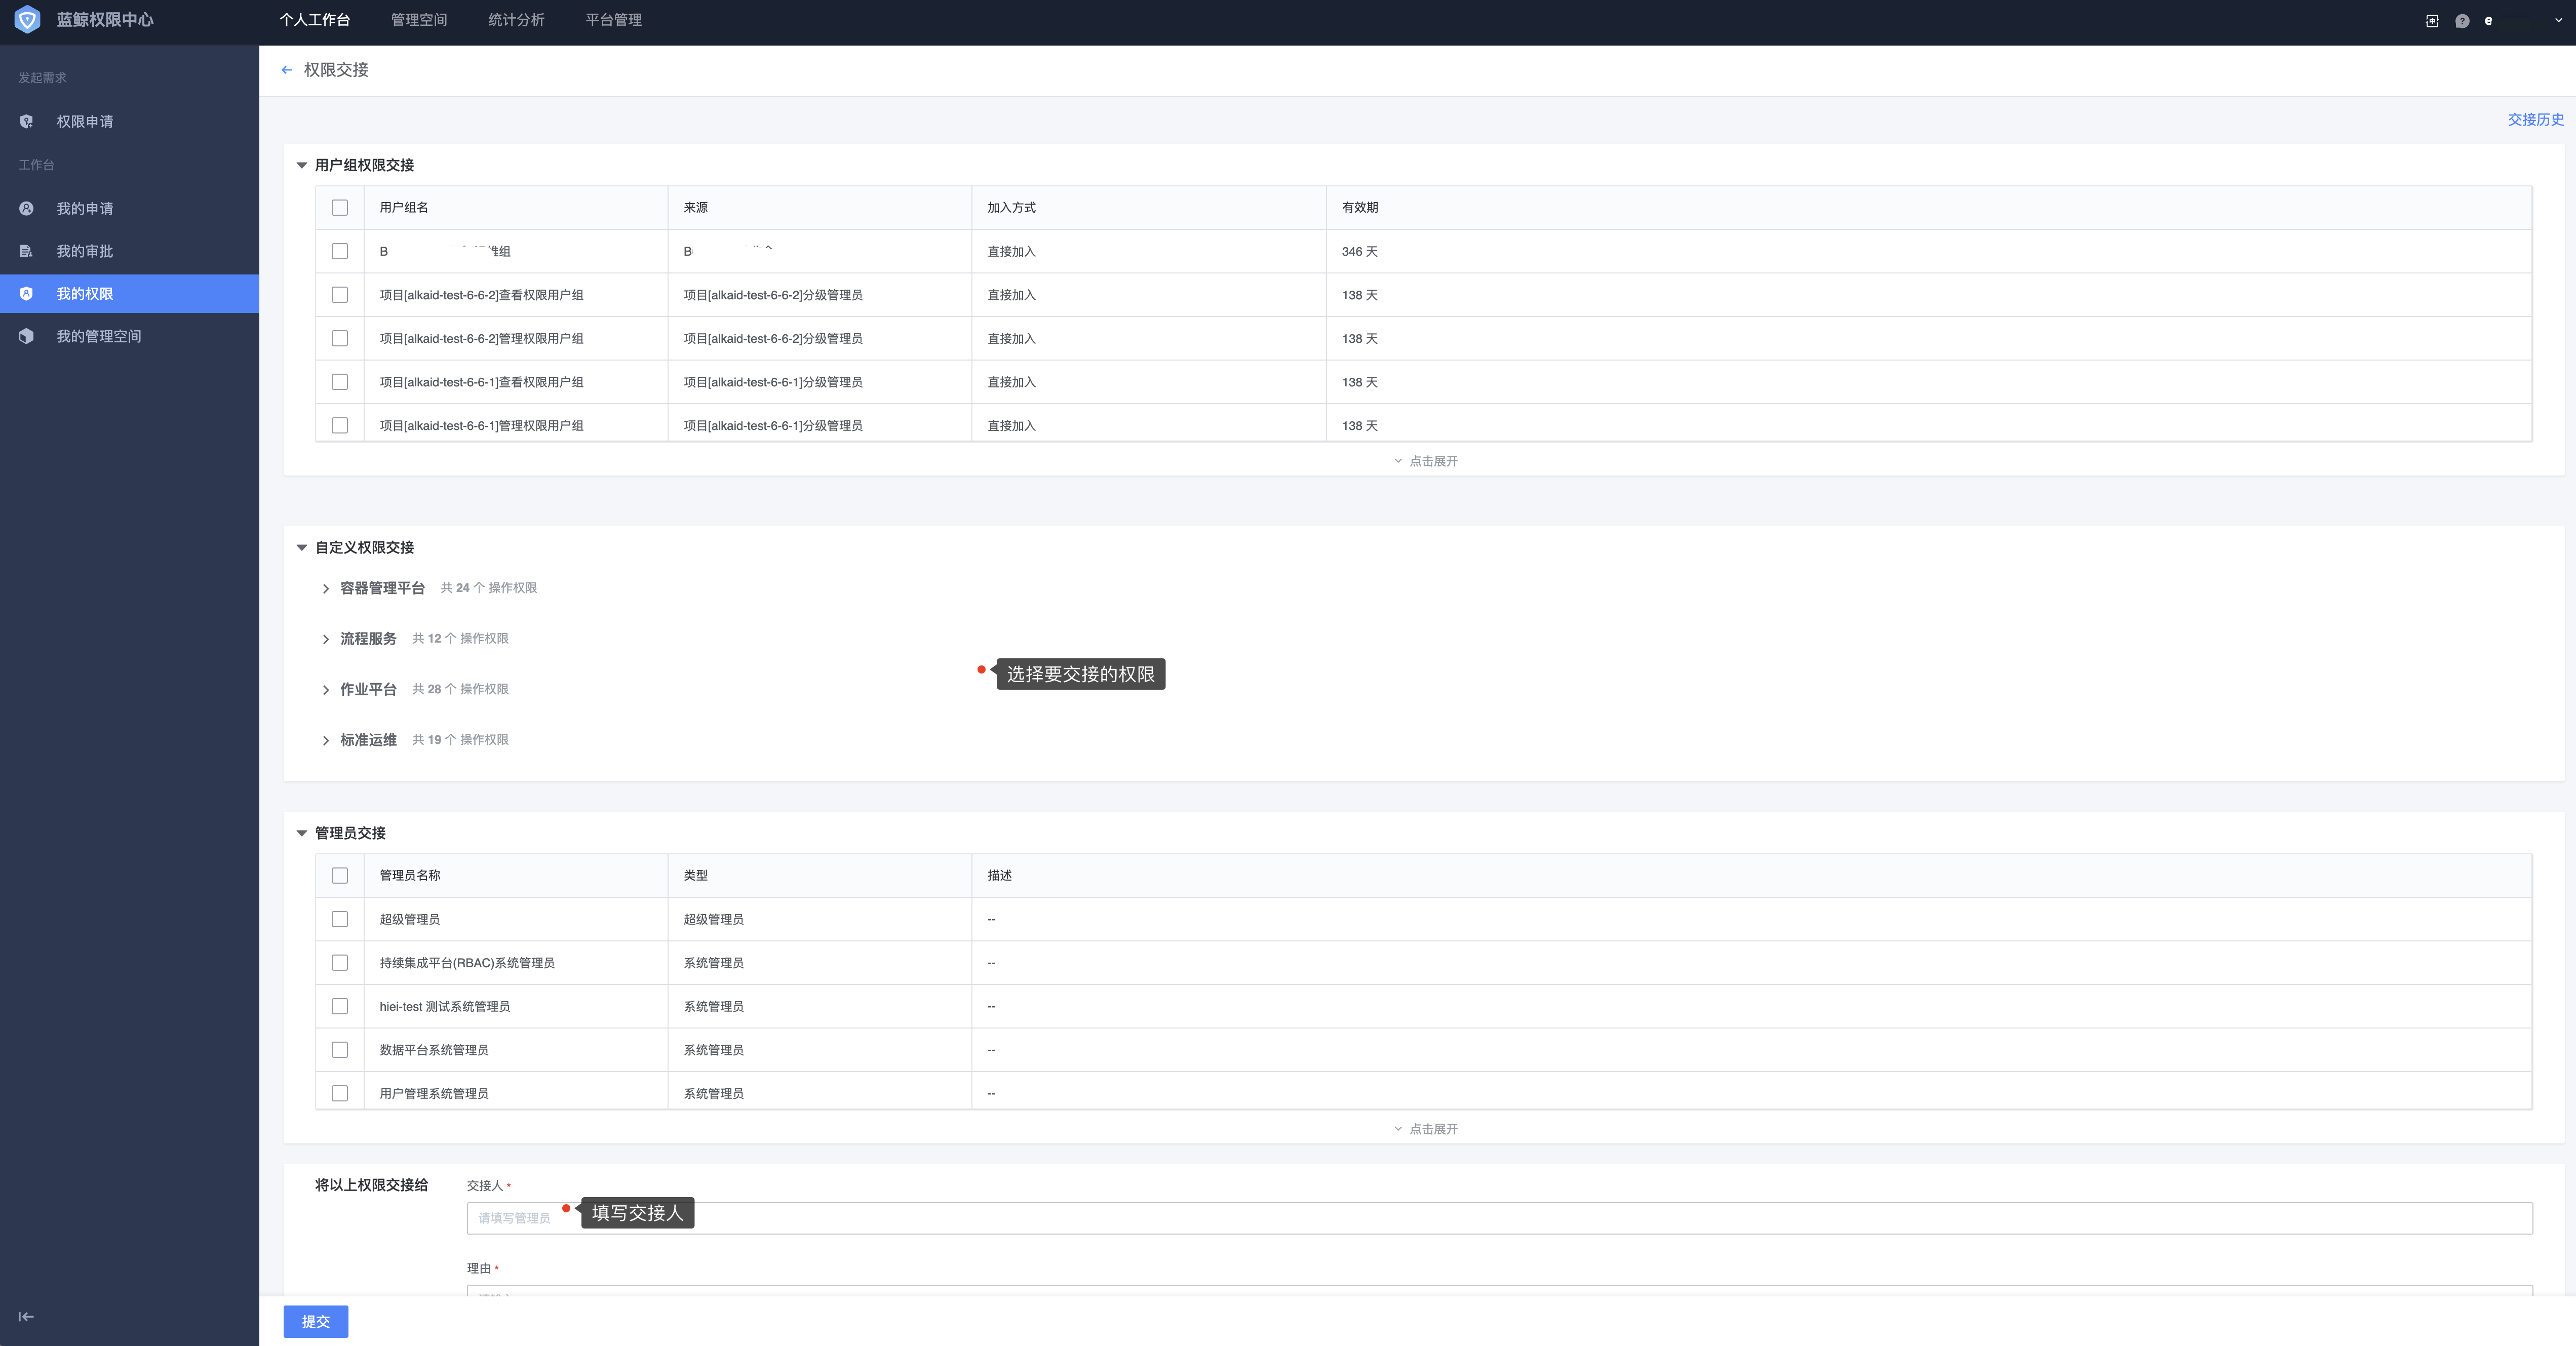 蓝鲸权限中心
个人工作台 管理空间 统计分析 平台管理
e
发起需求
权限申请
工作台
我的申请
我的审批
我的权限
我的管理空间
权限交接
交接历史
用户组权限交接
用户组名 来源 加入方式 有效期
B 维组 B 直接加入 346 天
项目[alkaid-test-6-6-2]查看权限用户组 项目[alkaid-test-6-6-2]分级管理员 直接加入 138 天
项目[alkaid-test-6-6-2]管理权限用户组 项目[alkaid-test-6-6-2]分级管理员 直接加入 138 天
项目[alkaid-test-6-6-1]查看权限用户组 项目[alkaid-test-6-6-1]分级管理员 直接加入 138 天
项目[alkaid-test-6-6-1]管理权限用户组 项目[alkaid-test-6-6-1]分级管理员 直接加入 138 天
点击展开
自定义权限交接
容器管理平台 共 24 个 操作权限
流程服务 共 12 个 操作权限
选择要交接的权限
作业平台 共 28 个 操作权限
标准运维 共 19 个 操作权限
管理员交接
管理员名称 类型 描述
超级管理员 超级管理员 --
持续集成平台(RBAC)系统管理员 系统管理员 --
hiei-test 测试系统管理员 系统管理员 --
数据平台系统管理员 系统管理员 --
用户管理系统管理员 系统管理员 --
点击展开
将以上权限交接给 交接人 *
请填写管理员
填写交接人
理由 *
提交